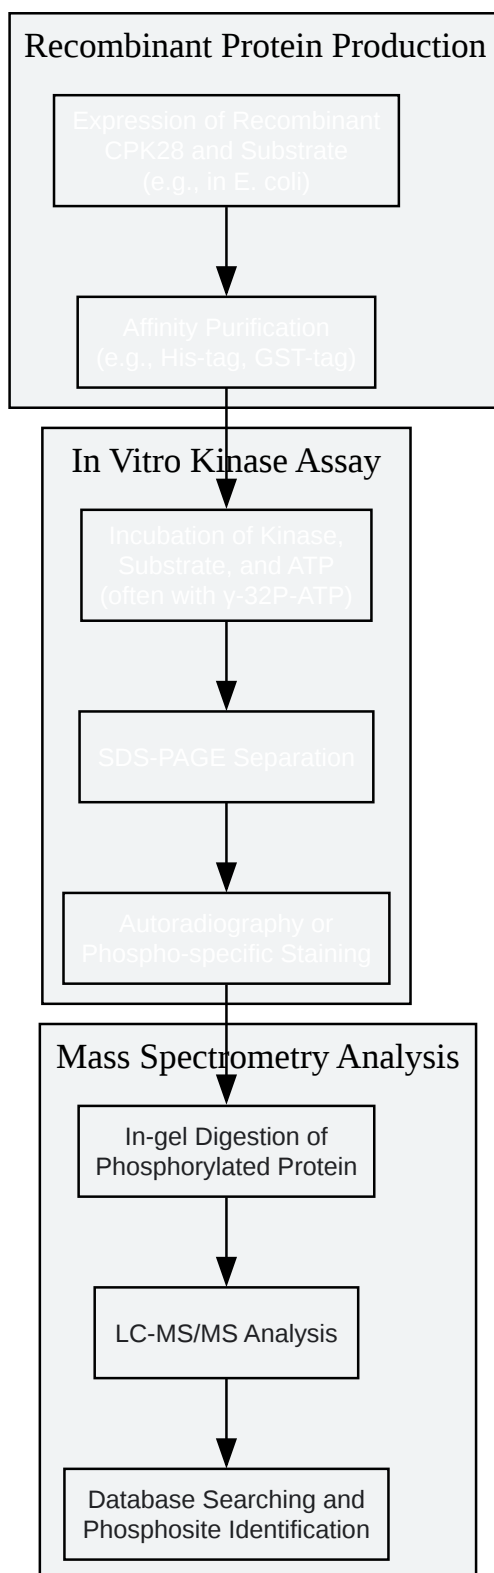 Recombinant Protein Production
Expression of Recombinant
CPK28 and Substrate
(e.g., in E. coli)
Affinity Purification
(e.g., His-tag, GST-tag)
In Vitro Kinase Assay
Incubation of Kinase,
Substrate, and ATP
(often with γ-32P-ATP)
SDS-PAGE Separation
Autoradiography or
Phospho-specific Staining
Mass Spectrometry Analysis
In-gel Digestion of
Phosphorylated Protein
LC-MS/MS Analysis
Database Searching and
Phosphosite Identification